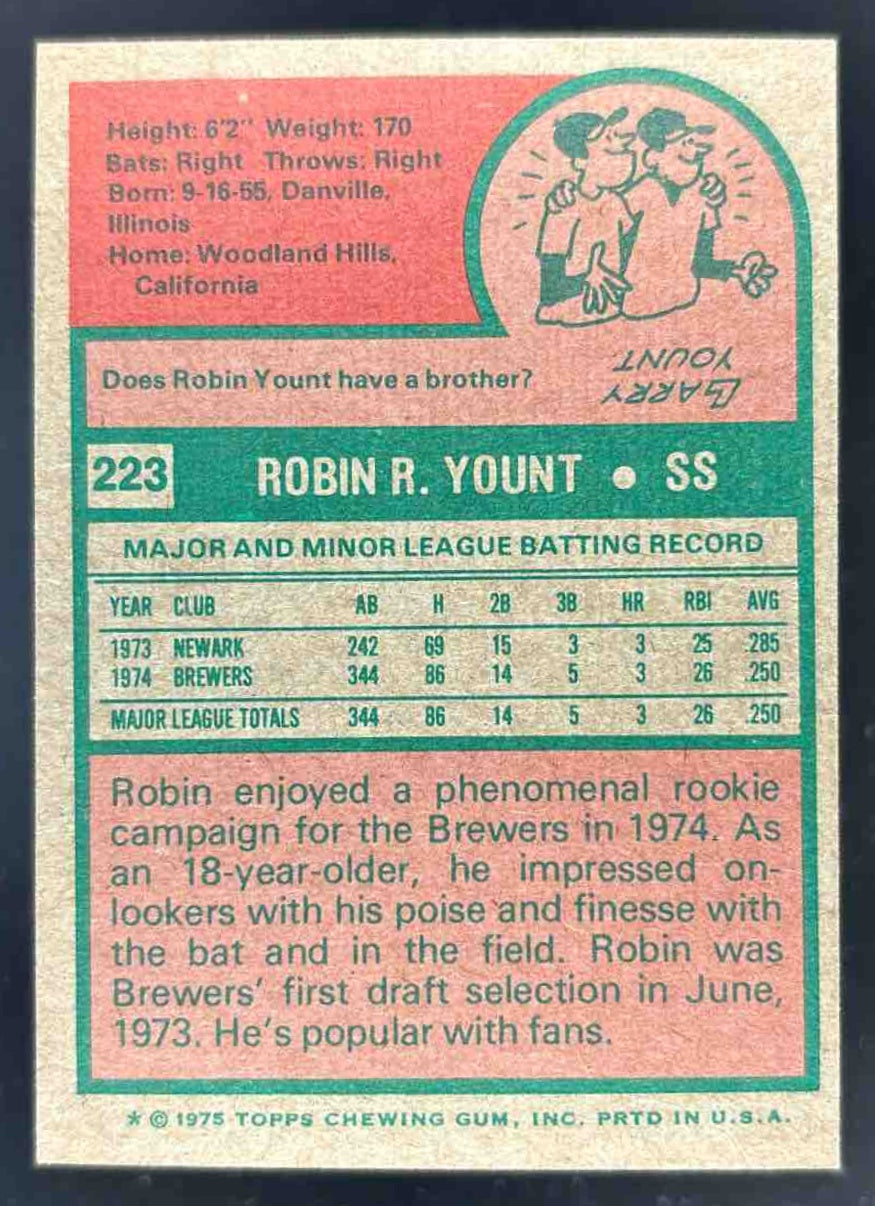 Height: 6'2" Weight: 170
Bats: Right Throws: Right
Born: 9-16-55, Danville,
Illinois
Home: Woodland Hills,
California
Does Robin Yount have a brother?
LARRY
YOUNT
223 ROBIN R. YOUNT • SS
MAJOR AND MINOR LEAGUE BATTING RECORD
YEAR CLUB AB H 2B 3B HR RBI AVG
1973 NEWARK 242 69 15 3 3 25 .285
1974 BREWERS 344 86 14 5 3 26 .250
MAJOR LEAGUE TOTALS 344 86 14 5 3 26 .250
Robin enjoyed a phenomenal rookie
campaign for the Brewers in 1974. As
an 18-year-older, he impressed on-
lookers with his poise and finesse with
the bat and in the field. Robin was
Brewers' first draft selection in June,
1973. He's popular with fans.
* © 1975 TOPPS CHEWING GUM, INC. PRTD IN U.S.A.